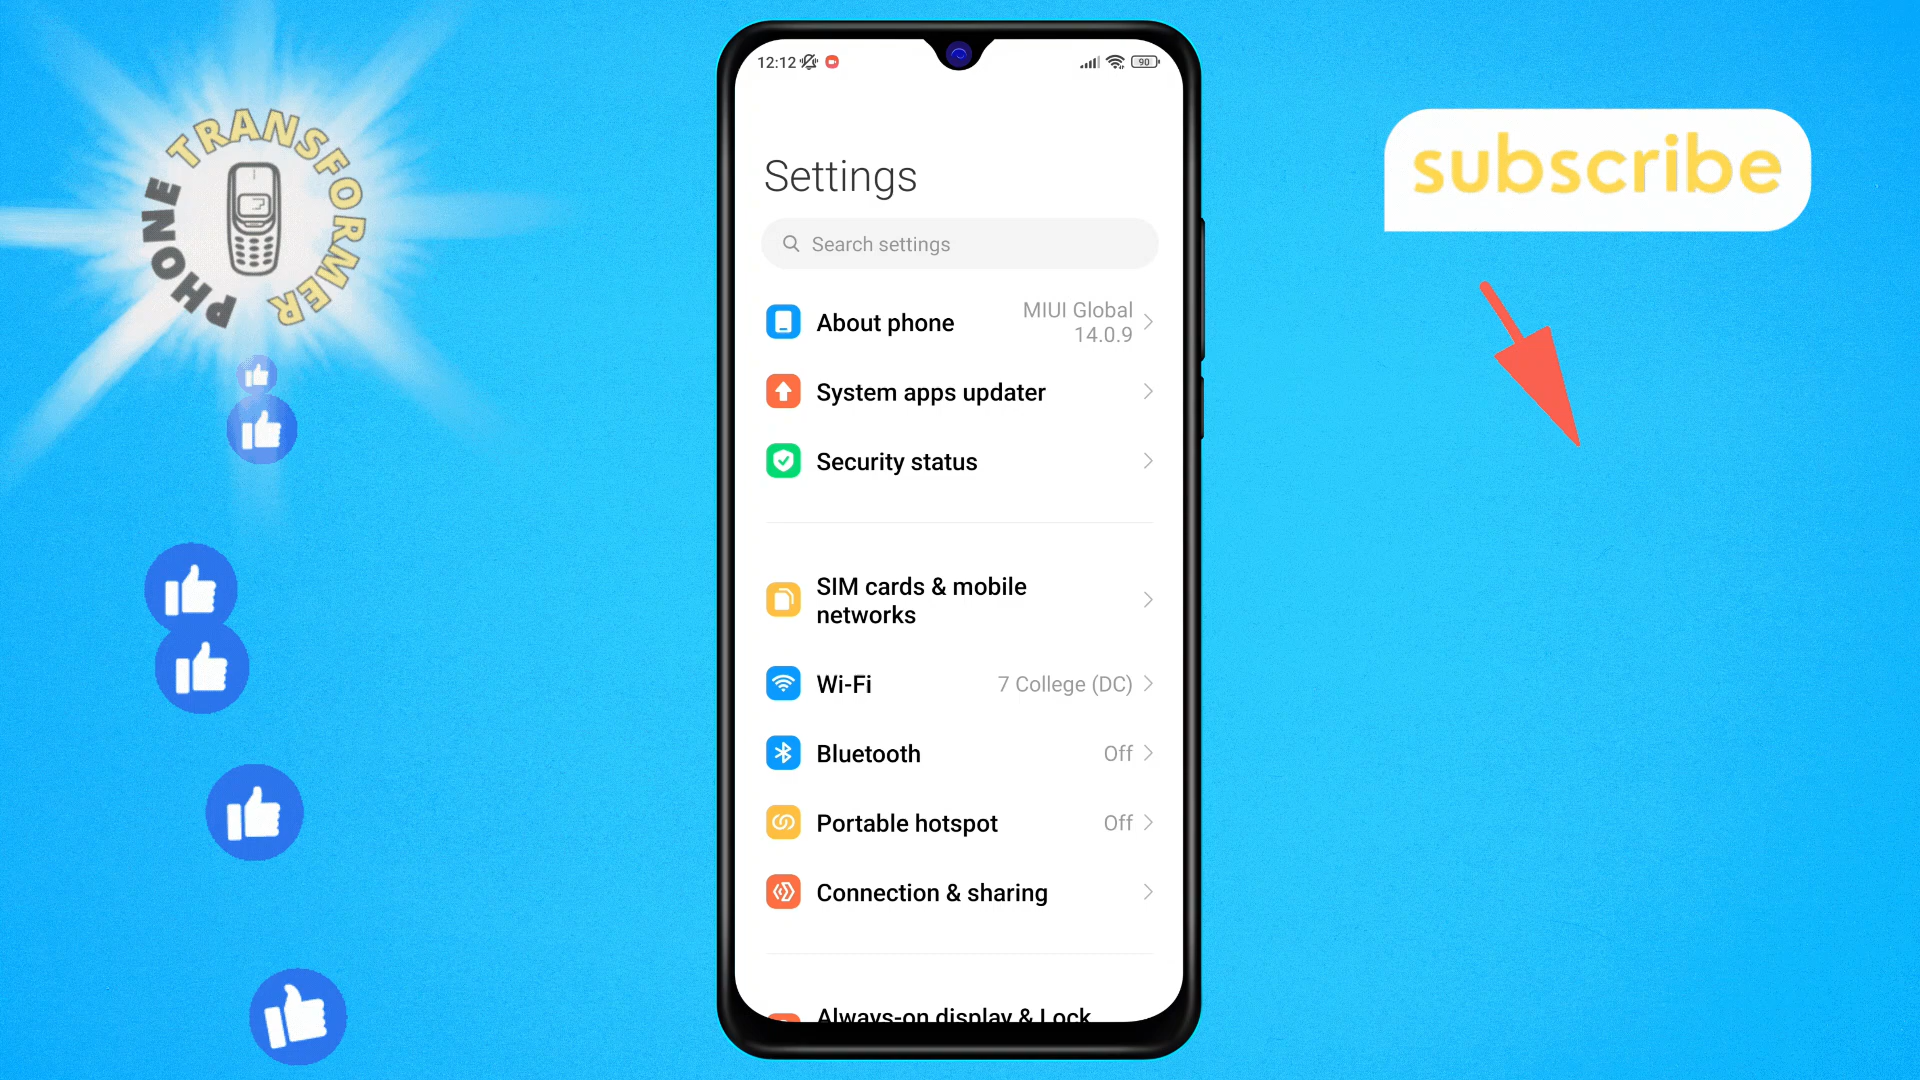 PHONE TRANSFORMER
subscribe
12:12
90
Settings
Search settings
About phone
MIUI Global
14.0.9
System apps updater
Security status
SIM cards & mobile
networks
Wi-Fi
7 College (DC)
Bluetooth
Off
Portable hotspot
Off
Connection & sharing
Always-on display & Lock